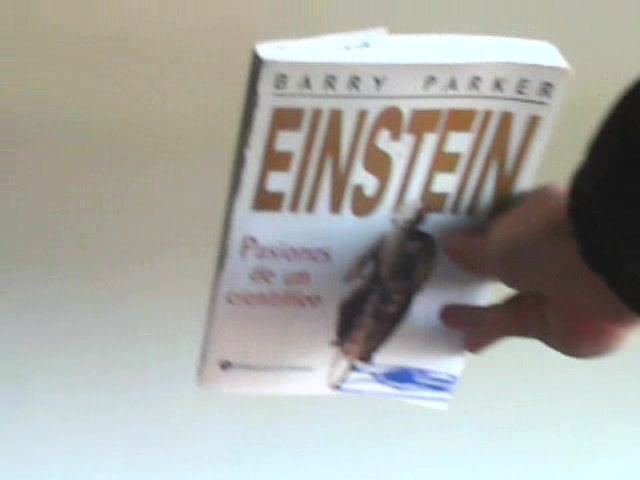 BARRY PARKER
EINSTEIN
Pasiones
de un
científico